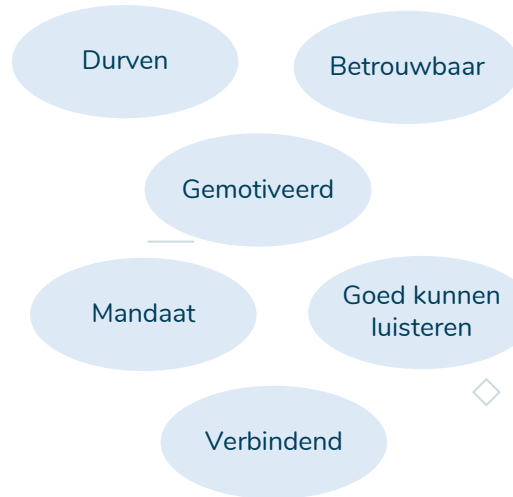 Durven
Betrouwbaar
Gemotiveerd
Mandaat
Goed kunnen
luisteren
Verbindend